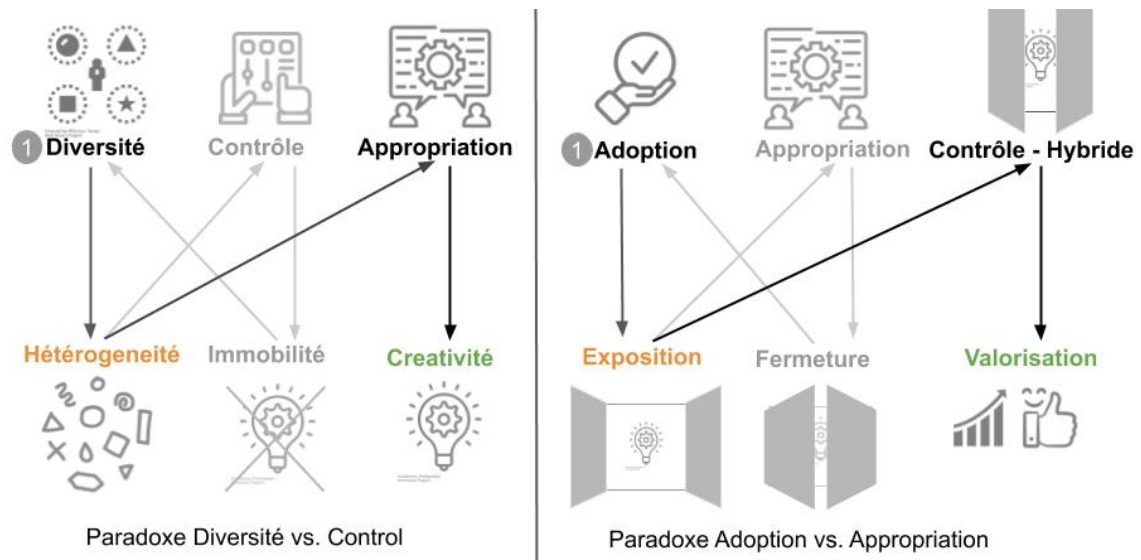 1 Diversité
Contrôle
Appropriation
Hétérogeneité
Immobilité
Creativité
Paradoxe Diversité vs. Control
1 Adoption
Appropriation
Contrôle - Hybride
Exposition
Fermeture
Valorisation
Paradoxe Adoption vs. Appropriation